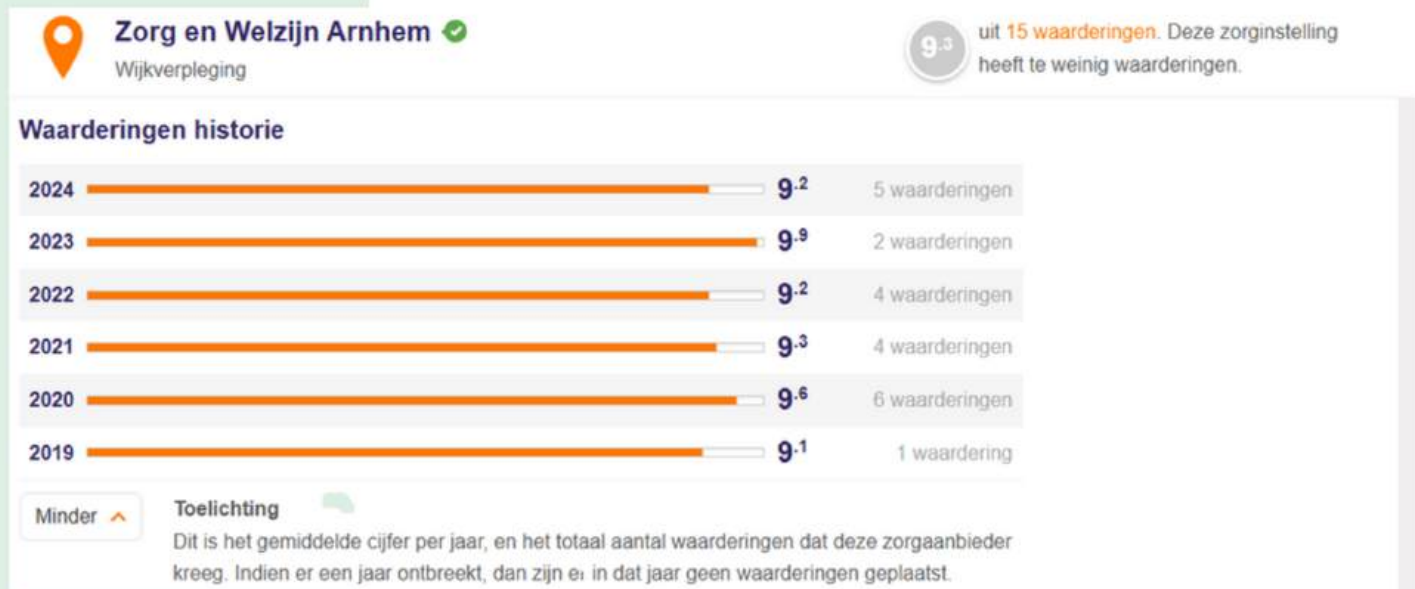 Zorg en Welzijn Arnhem
Wijkverpleging
9.3
uit 15 waarderingen. Deze zorginstelling
heeft te weinig waarderingen.
Waarderingen historie
2024 9.2 5 waarderingen
2023 9.9 2 waarderingen
2022 9.2 4 waarderingen
2021 9.3 4 waarderingen
2020 9.6 6 waarderingen
2019 9.1 1 waardering
Minder
Toelichting
Dit is het gemiddelde cijfer per jaar, en het totaal aantal waarderingen dat deze zorgaanbieder
kreeg. Indien er een jaar ontbreekt, dan zijn in dat jaar geen waarderingen geplaatst.